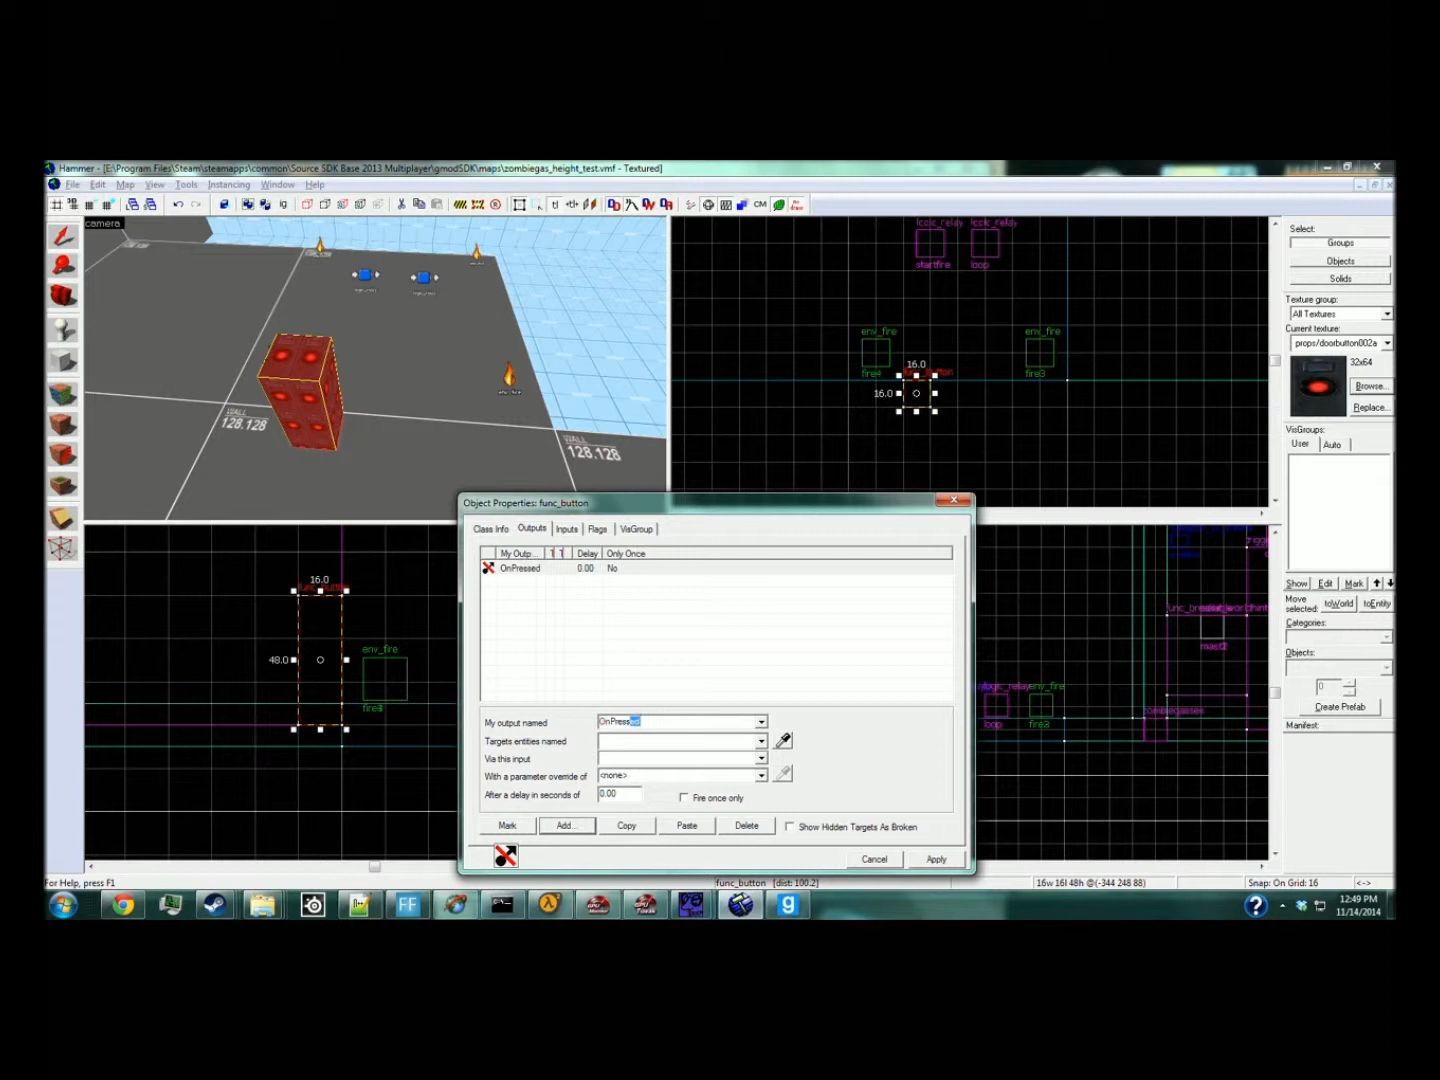 Hammer - [E:\Program Files\Steam\steamapps\common\Source SDK Base 2013 Multiplayer\gmodSDK\maps\zombiegas_height_test.vmf - Textured]
File Edit Map View Tools Instancing Window Help
CM
camera
WALL
128.128
WALL
128.128
logic_relay logic_relay
startfire loop
env_fire env_fire
16.0
fire4 func_button fire3
16.0
Select:
Groups
Objects
Solids
Texture group:
All Textures
Current texture:
props/doorbutton002a
32x64
Browse...
Replace...
VisGroups:
User Auto
Show Edit Mark
Move selected: toWorld toEntity
Categories:
Objects:
0
Create Prefab
Manifest:
16.0
48.0
env_fire
Object Properties: func_button
Class Info Outputs Inputs Flags VisGroup
My Outp... Delay Only Once
OnPressed 0.00 No
My output named OnPressed
Targets entities named
Via this input
With a parameter override of <none>
After a delay in seconds of 0.00 Fire once only
Mark Add... Copy Paste Delete Show Hidden Targets As Broken
Cancel Apply
mast2
zombiegasses
logic_relay env_fire
loop fire3
For Help, press F1
func_button [dist: 100.2]
16w 16l 48h @(-344 248 88)
Snap: On Grid: 16
<->
FF
g
?
12:49 PM
11/14/2014